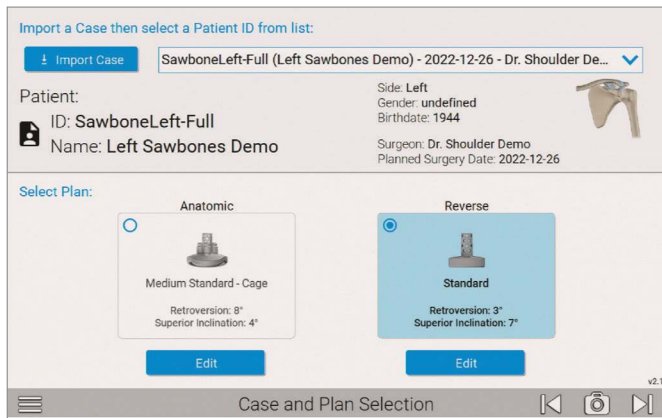 Import a Case then select a Patient ID from list:
Import Case
SawboneLeft-Full (Left Sawbones Demo) - 2022-12-26 - Dr. Shoulder De...
Patient:
ID: SawboneLeft-Full
Name: Left Sawbones Demo
Side: Left
Gender: undefined
Birthdate: 1944
Surgeon: Dr. Shoulder Demo
Planned Surgery Date: 2022-12-26
Select Plan:
Anatomic
Medium Standard - Cage
Retroversion: 8°
Superior Inclination: 4°
Edit
Reverse
Standard
Retroversion: 3°
Superior Inclination: 7°
Edit
v2.1
Case and Plan Selection